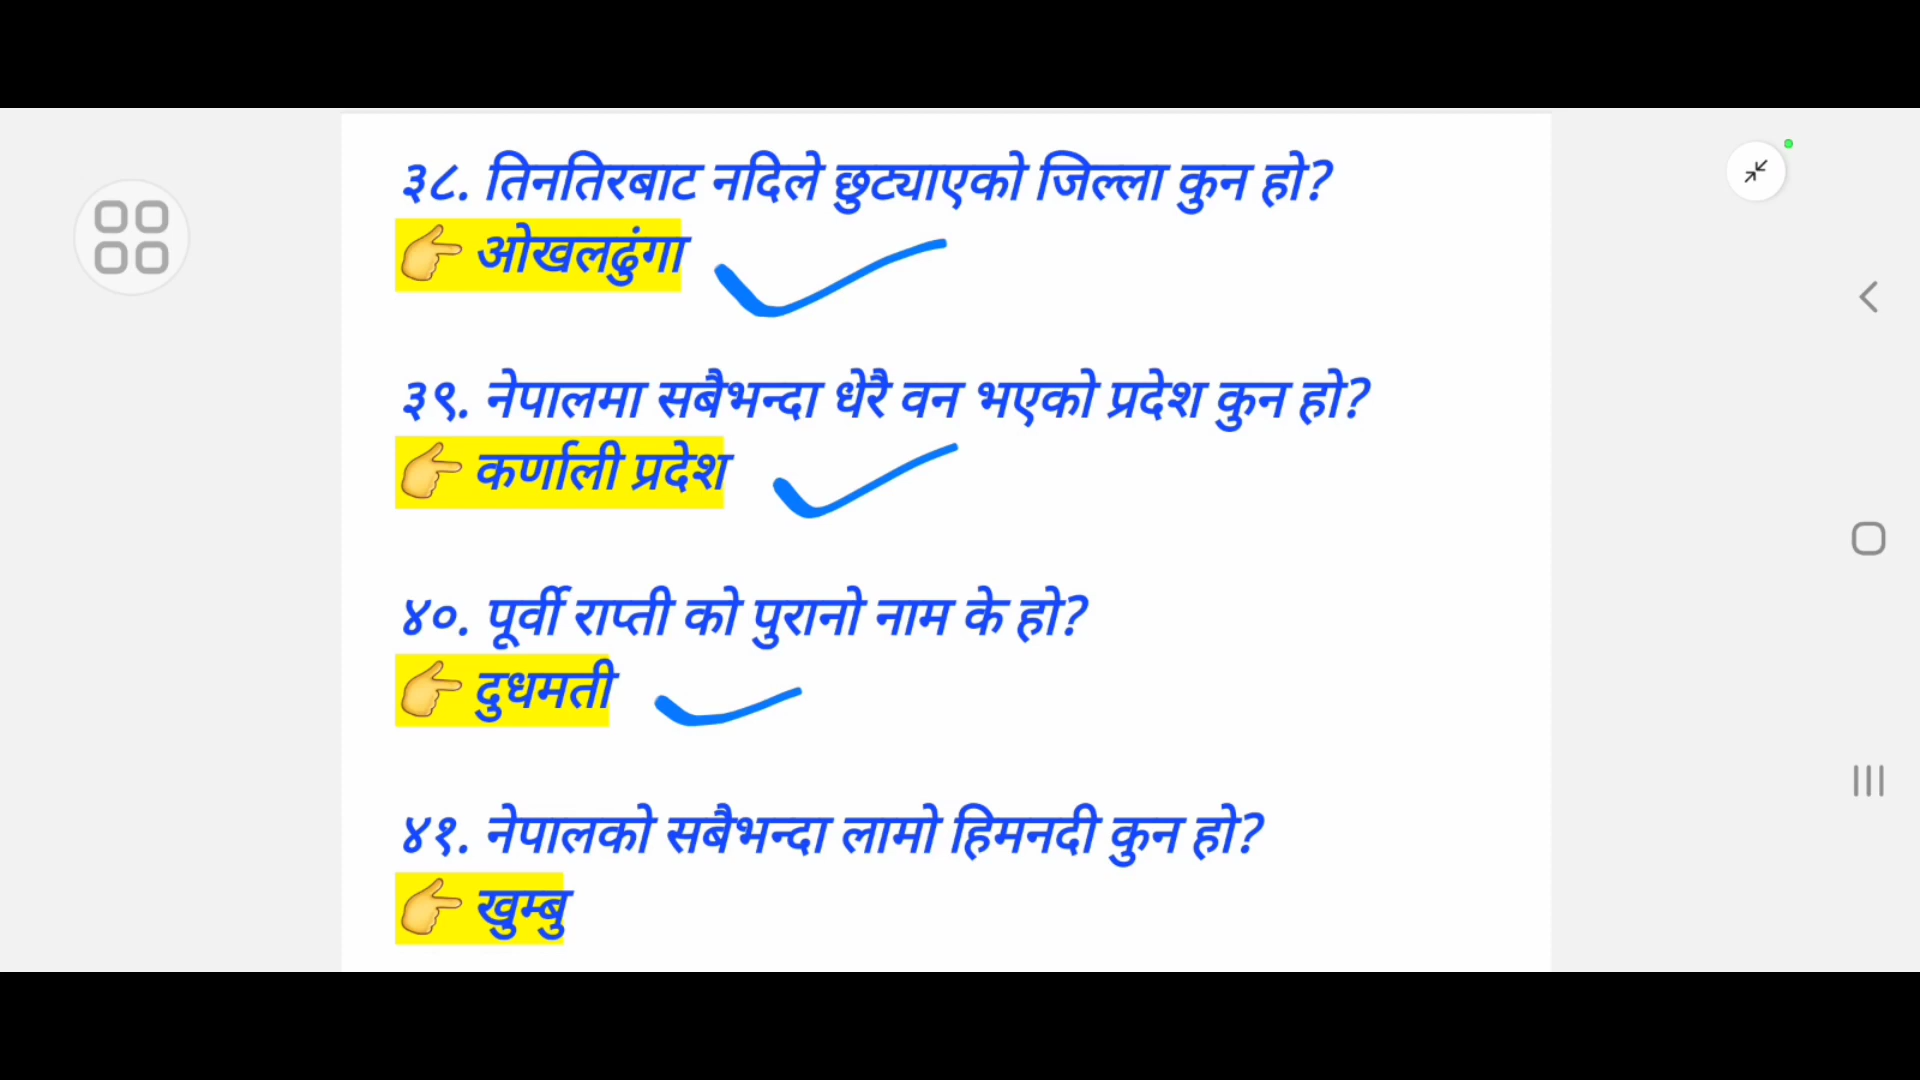 ३८. तिनतिरबाट नदिले छुट्याएको जिल्ला कुन हो?
👉 ओखलढुंगा
३९. नेपालमा सबैभन्दा धेरै वन भएको प्रदेश कुन हो?
👉 कर्णाली प्रदेश
४०. पूर्वी राप्ती को पुरानो नाम के हो?
👉 दुधमती
४१. नेपालको सबैभन्दा लामो हिमनदी कुन हो?
👉 खुम्बु